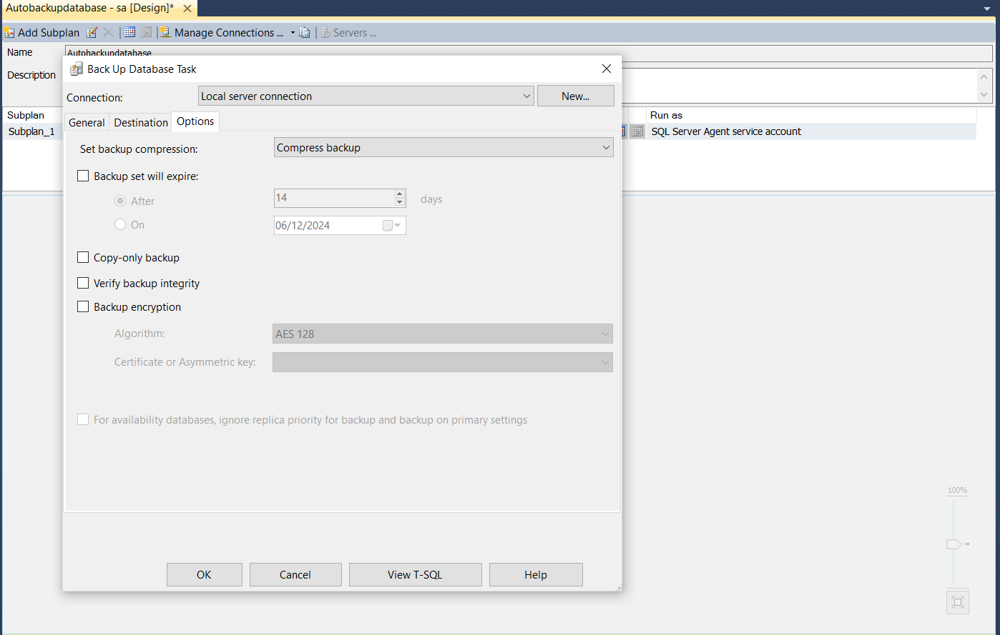 Autobackupdatabase - sa [Design]*
Add Subplan
Manage Connections ...
Servers ...
Name
Autobackupdatabase
Description
Back Up Database Task
Connection:
Local server connection
New...
Subplan
Run as
Subplan_1
SQL Server Agent service account
General
Destination
Options
Set backup compression:
Compress backup
Backup set will expire:
After
14
days
On
06/12/2024
Copy-only backup
Verify backup integrity
Backup encryption
Algorithm:
AES 128
Certificate or Asymmetric key:
For availability databases, ignore replica priority for backup and backup on primary settings
100%
OK
Cancel
View T-SQL
Help